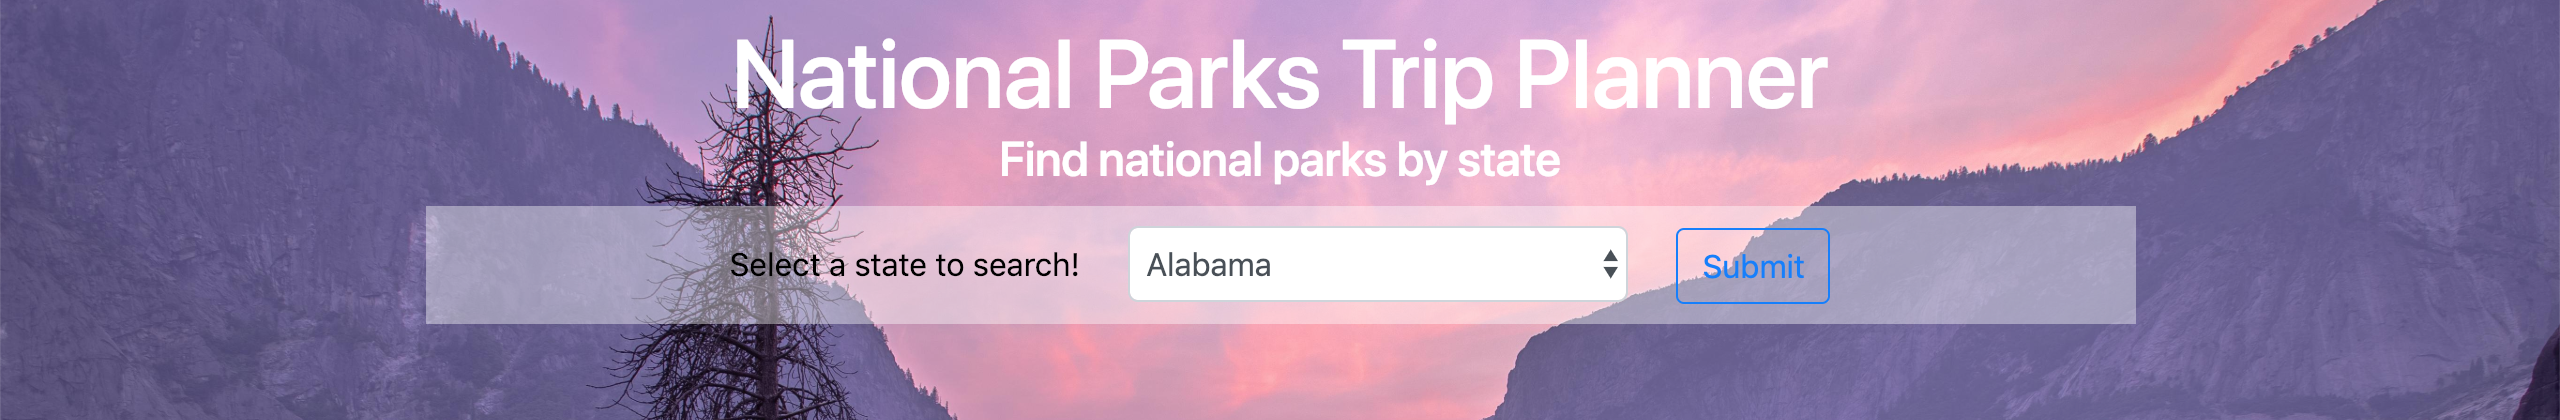 National Parks Trip Planner
Find national parks by state
Select a state to search! Alabama Submit